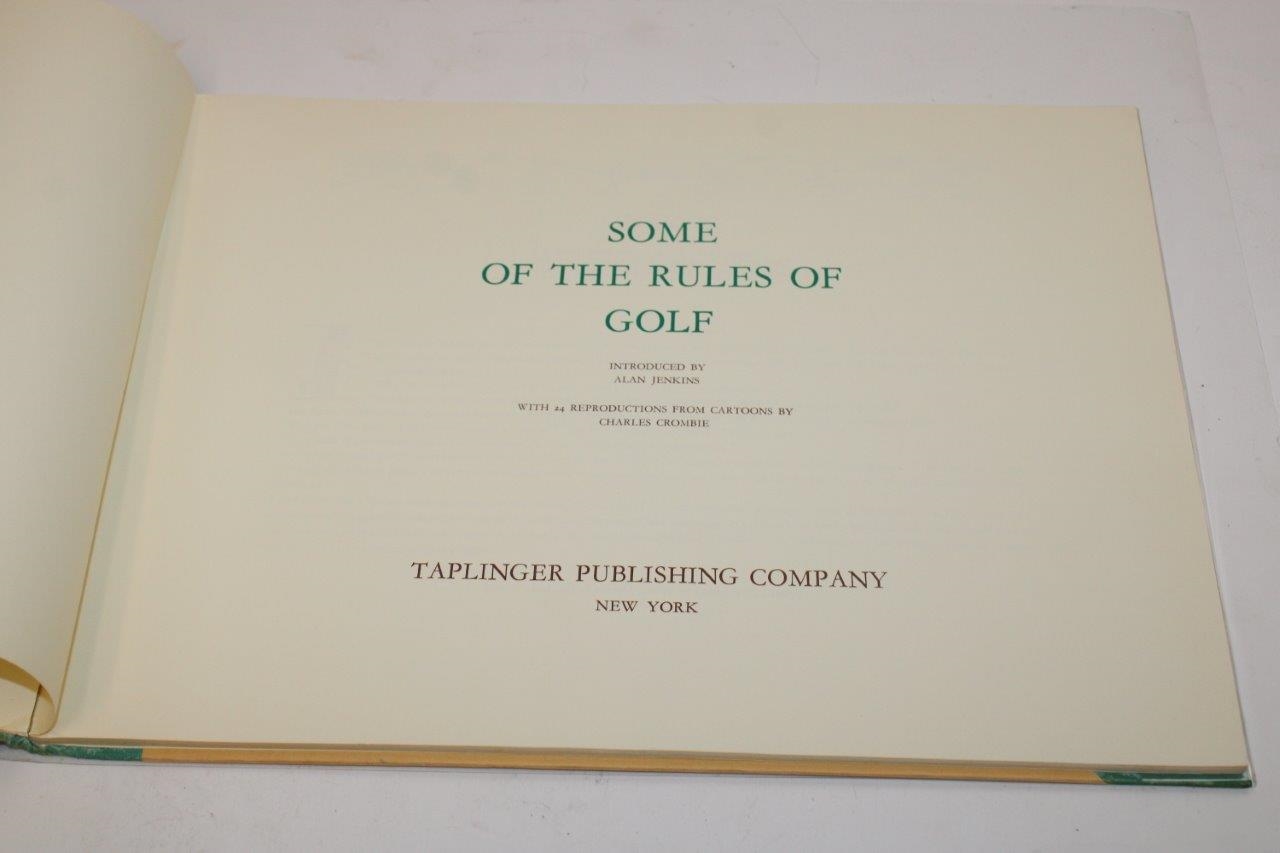 SOME
OF THE RULES OF
GOLF
INTRODUCED BY
ALAN JENKINS
WITH 24 REPRODUCTIONS FROM CARTOONS BY
CHARLES CROMBIE
TAPLINGER PUBLISHING COMPANY
NEW YORK